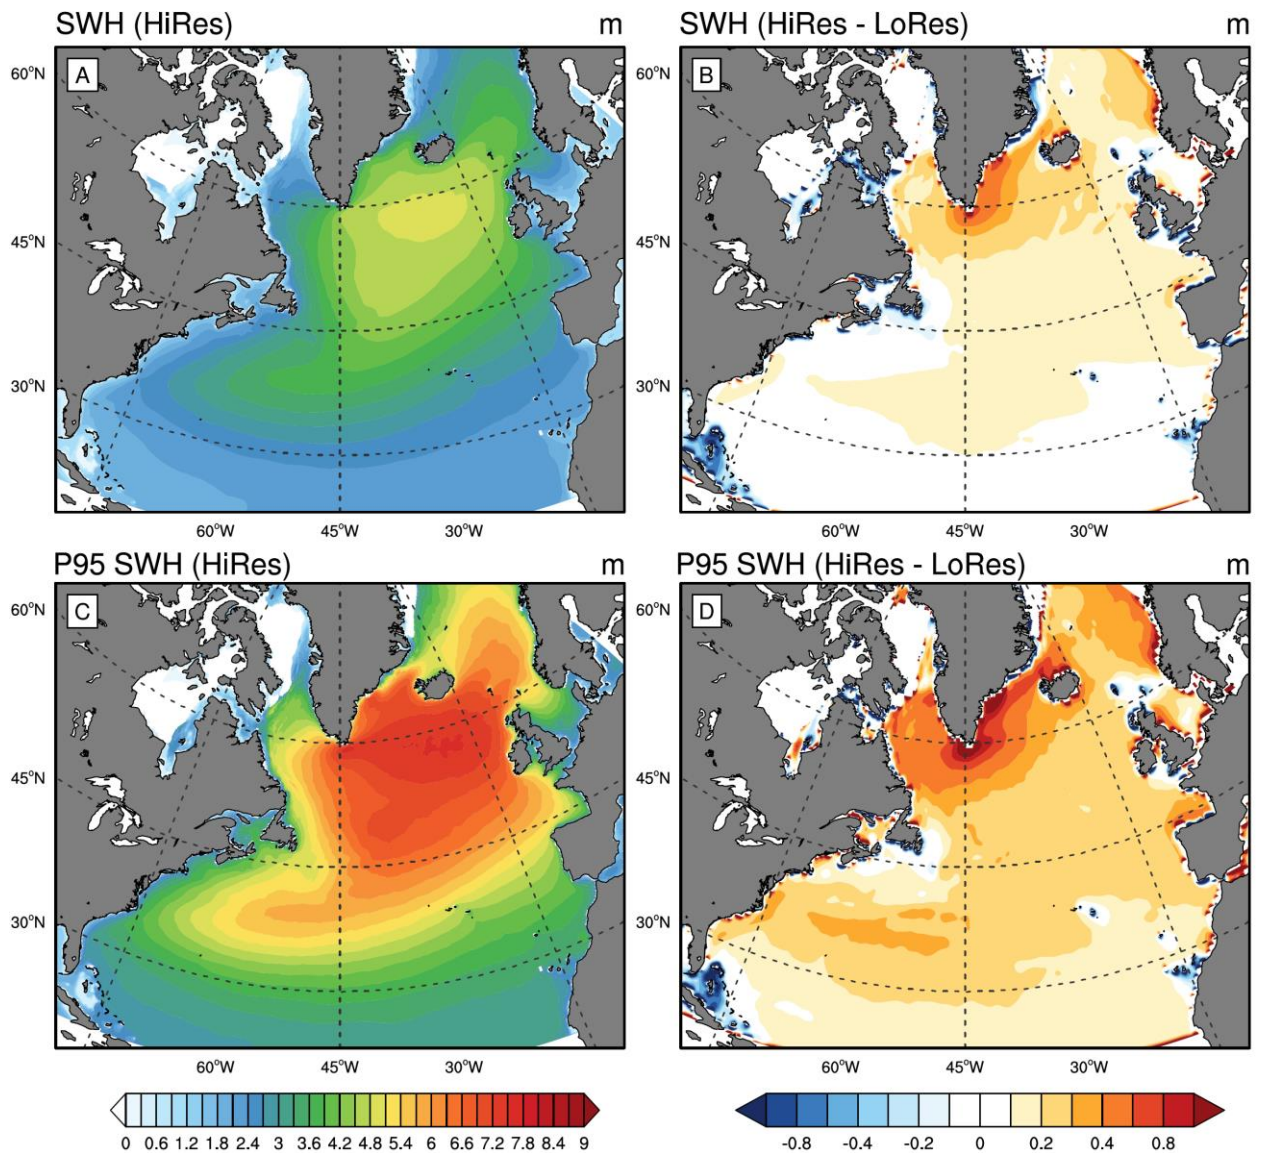 SWH (HiRes) m
SWH (HiRes - LoRes) m
A
B
60°N
45°N
30°N
60°N
45°N
30°N
60°W 45°W 30°W
60°W 45°W 30°W
P95 SWH (HiRes) m
P95 SWH (HiRes - LoRes) m
C
D
60°N
45°N
30°N
60°N
45°N
30°N
60°W 45°W 30°W
60°W 45°W 30°W
0 0.6 1.2 1.8 2.4 3 3.6 4.2 4.8 5.4 6 6.6 7.2 7.8 8.4 9
-0.8 -0.4 -0.2 0 0.2 0.4 0.8